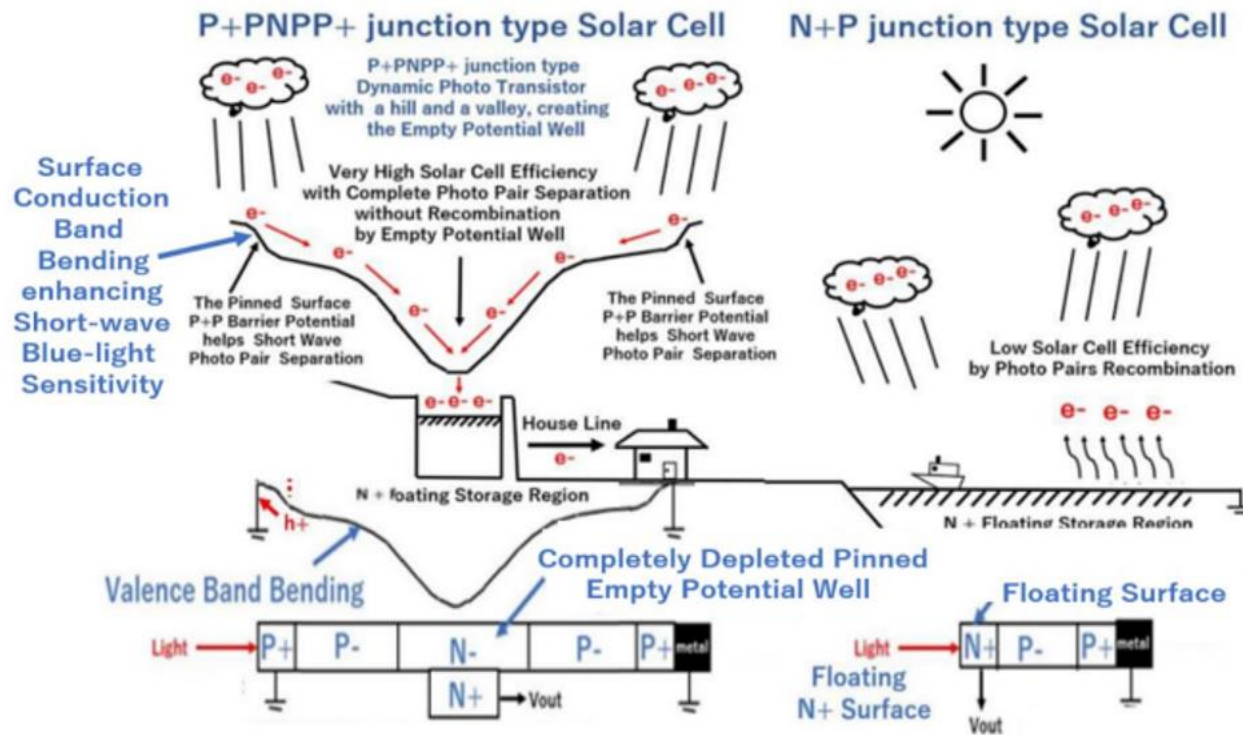 P+PNPP+ junction type Solar Cell
N+P junction type Solar Cell
P+PNPP+ junction type
Dynamic Photo Transistor
with a hill and a valley, creating
the Empty Potential Well
e- e- e-
e- e- e-
Very High Solar Cell Efficiency
with Complete Photo Pair Separation
without Recombination
by Empty Potential Well
Surface
Conduction
Band
Bending
enhancing
Short-wave
Blue-light
Sensitivity
e-
e-
e-
e-
e-
e-
e-
e-
The Pinned Surface
P+P Barrier Potential
helps Short Wave
Photo Pair Separation
The Pinned Surface
P+P Barrier Potential
helps Short Wave
Photo Pair Separation
e- e- e-
e- e- e-
Low Solar Cell Efficiency
by Photo Pairs Recombination
e- e- e-
e- e- e-
House Line
e-
N + floating Storage Region
N + Floating Storage Region
h+
Valence Band Bending
Completely Depleted Pinned
Empty Potential Well
Floating Surface
Light
P+ P- N- P- P+ metal
N+
Vout
Light
N+ P- P+ metal
Floating
N+ Surface
Vout